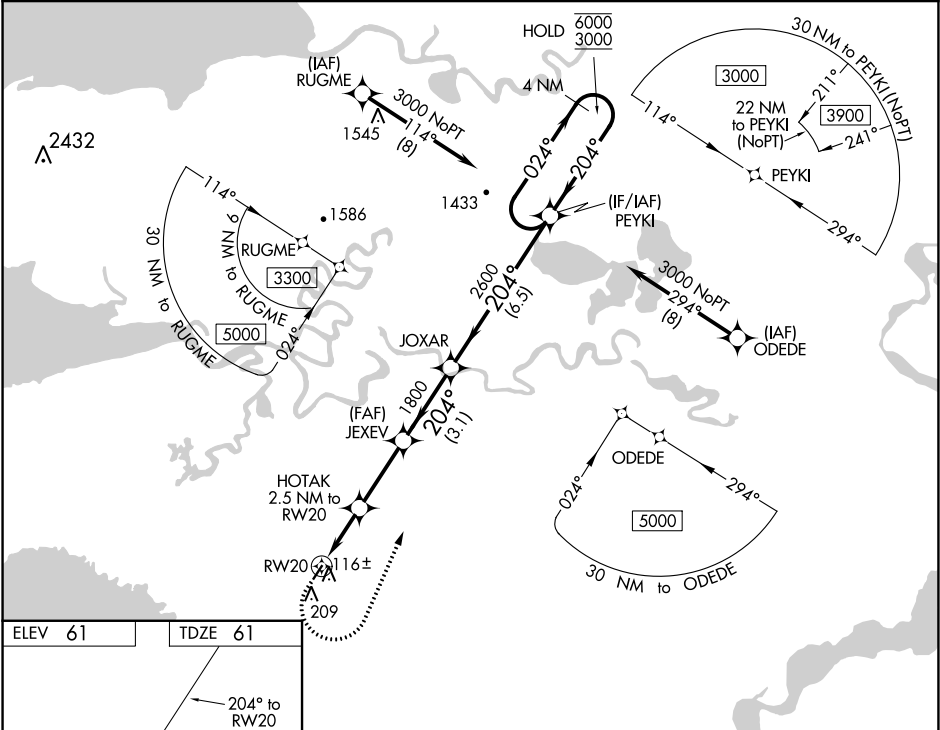 HOLD 6000
3000
4 NM
(IAF)
RUGME
3000 NoPT
114°
(8)
1545
2432
1433
1586
024°
204°
(IF/IAF)
PEYKI
30 NM to PEYKI (NoPT)
3000
211°
3900
241°
22 NM
to PEYKI
(NoPT)
114°
PEYKI
294°
114°
RUGME
9 NM to RUGME
3300
30 NM to RUGME
5000
024°
2600
204°
(6.5)
3000 NoPT
294°
(8)
(IAF)
ODEDE
JOXAR
1800
204°
(3.1)
(FAF)
JEXEV
HOTAK
2.5 NM to
RW20
RW20
116±
209
ODEDE
024°
294°
5000
30 NM to ODEDE
ELEV 61
TDZE 61
204° to
RW20